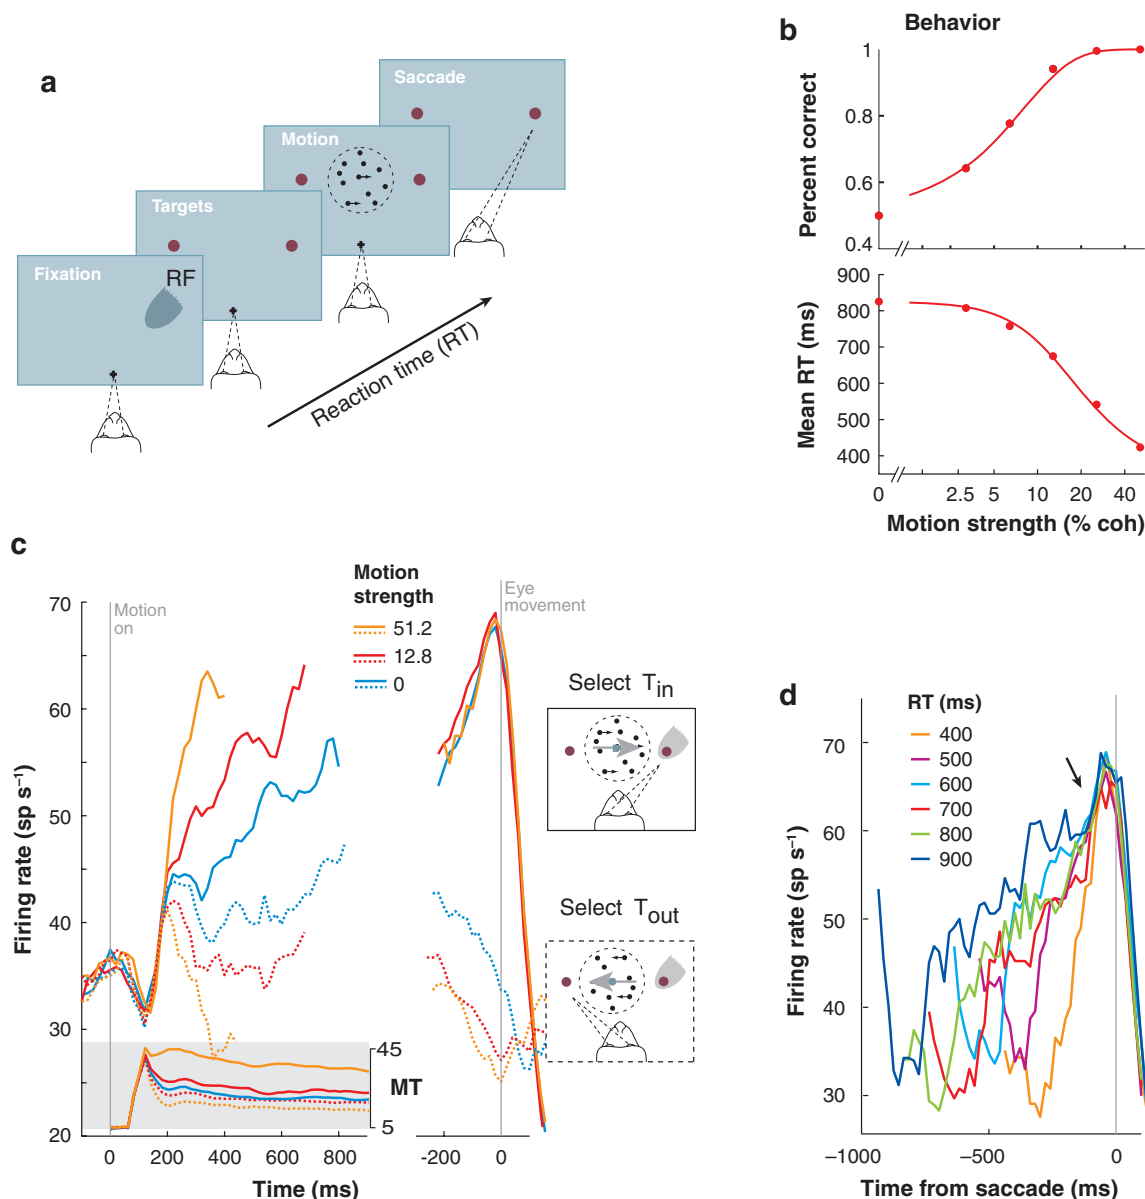 a
Fixation
RF
Targets
Motion
Saccade
Reaction time (RT)
b
Behavior
Percent correct
1
0.8
0.6
0.4
Mean RT (ms)
900
800
700
600
500
400
0 2.5 5 10 20 40
Motion strength (% coh)
c
Firing rate (sp s⁻¹)
70
60
50
40
30
20
Motion
on
Motion
strength
51.2
12.8
0
Eye
movement
45
MT
5
0 200 400 600 800
Time (ms)
-200 0
Select Tin
Select Tout
d
RT (ms)
400
500
600
700
800
900
Firing rate (sp s⁻¹)
70
60
50
40
30
–1000 –500 0
Time from saccade (ms)